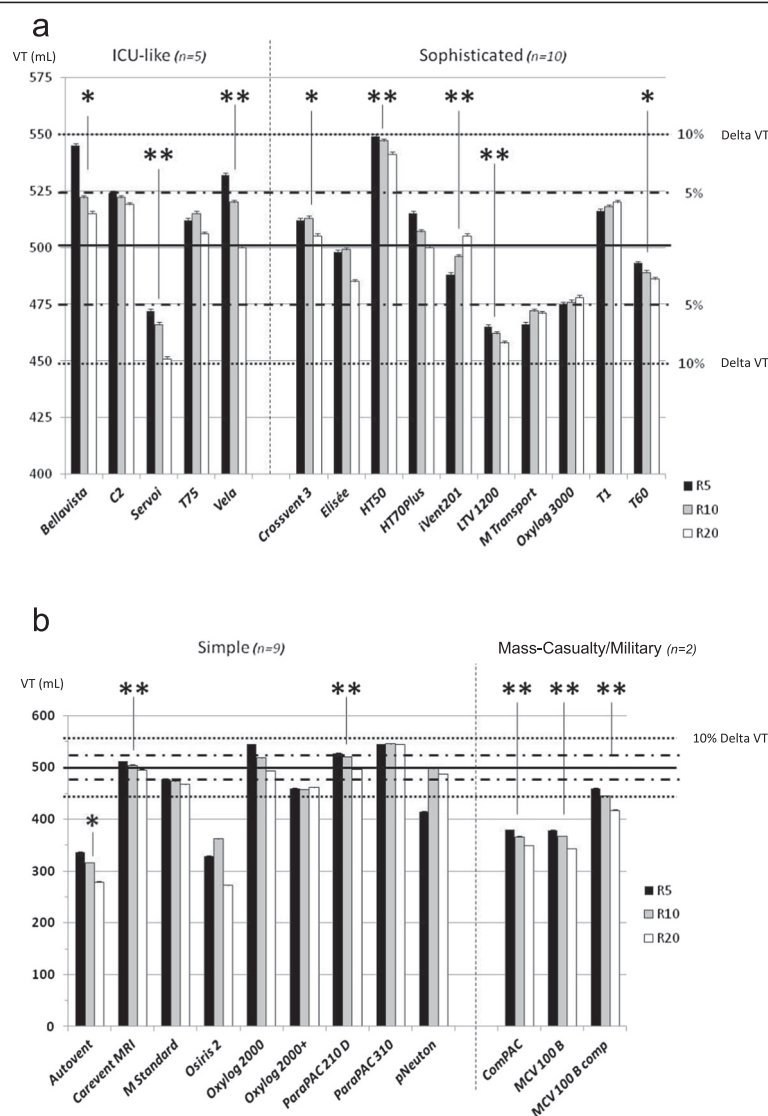 a
VT (mL)
ICU-like (n=5)
Sophisticated (n=10)
575
* ** * ** ** *
550
10% Delta VT
** **
525
5%
500
475
5%
450
10% Delta VT
425
400
Bellavista
C2
Servoi
T75
Vela
Crossvent 3
Elisée
HT50
HT70Plus
iVent201
LTV 1200
M Transport
Oxylog 3000
T1
T60
R5
R10
R20
b
Simple (n=9)
Mass-Casualty/Military (n=2)
VT (mL)
** ** ** ** **
600
10% Delta VT
500
400
*
300
200
100
0
R5
R10
R20
Autovent
Carevent MRI
M Standard
Osiris 2
Oxylog 2000
Oxylog 2000+
ParaPAC 210 D
ParaPAC 310
pNeuton
ComPAC
MCV 100 B
MCV 100 B comp